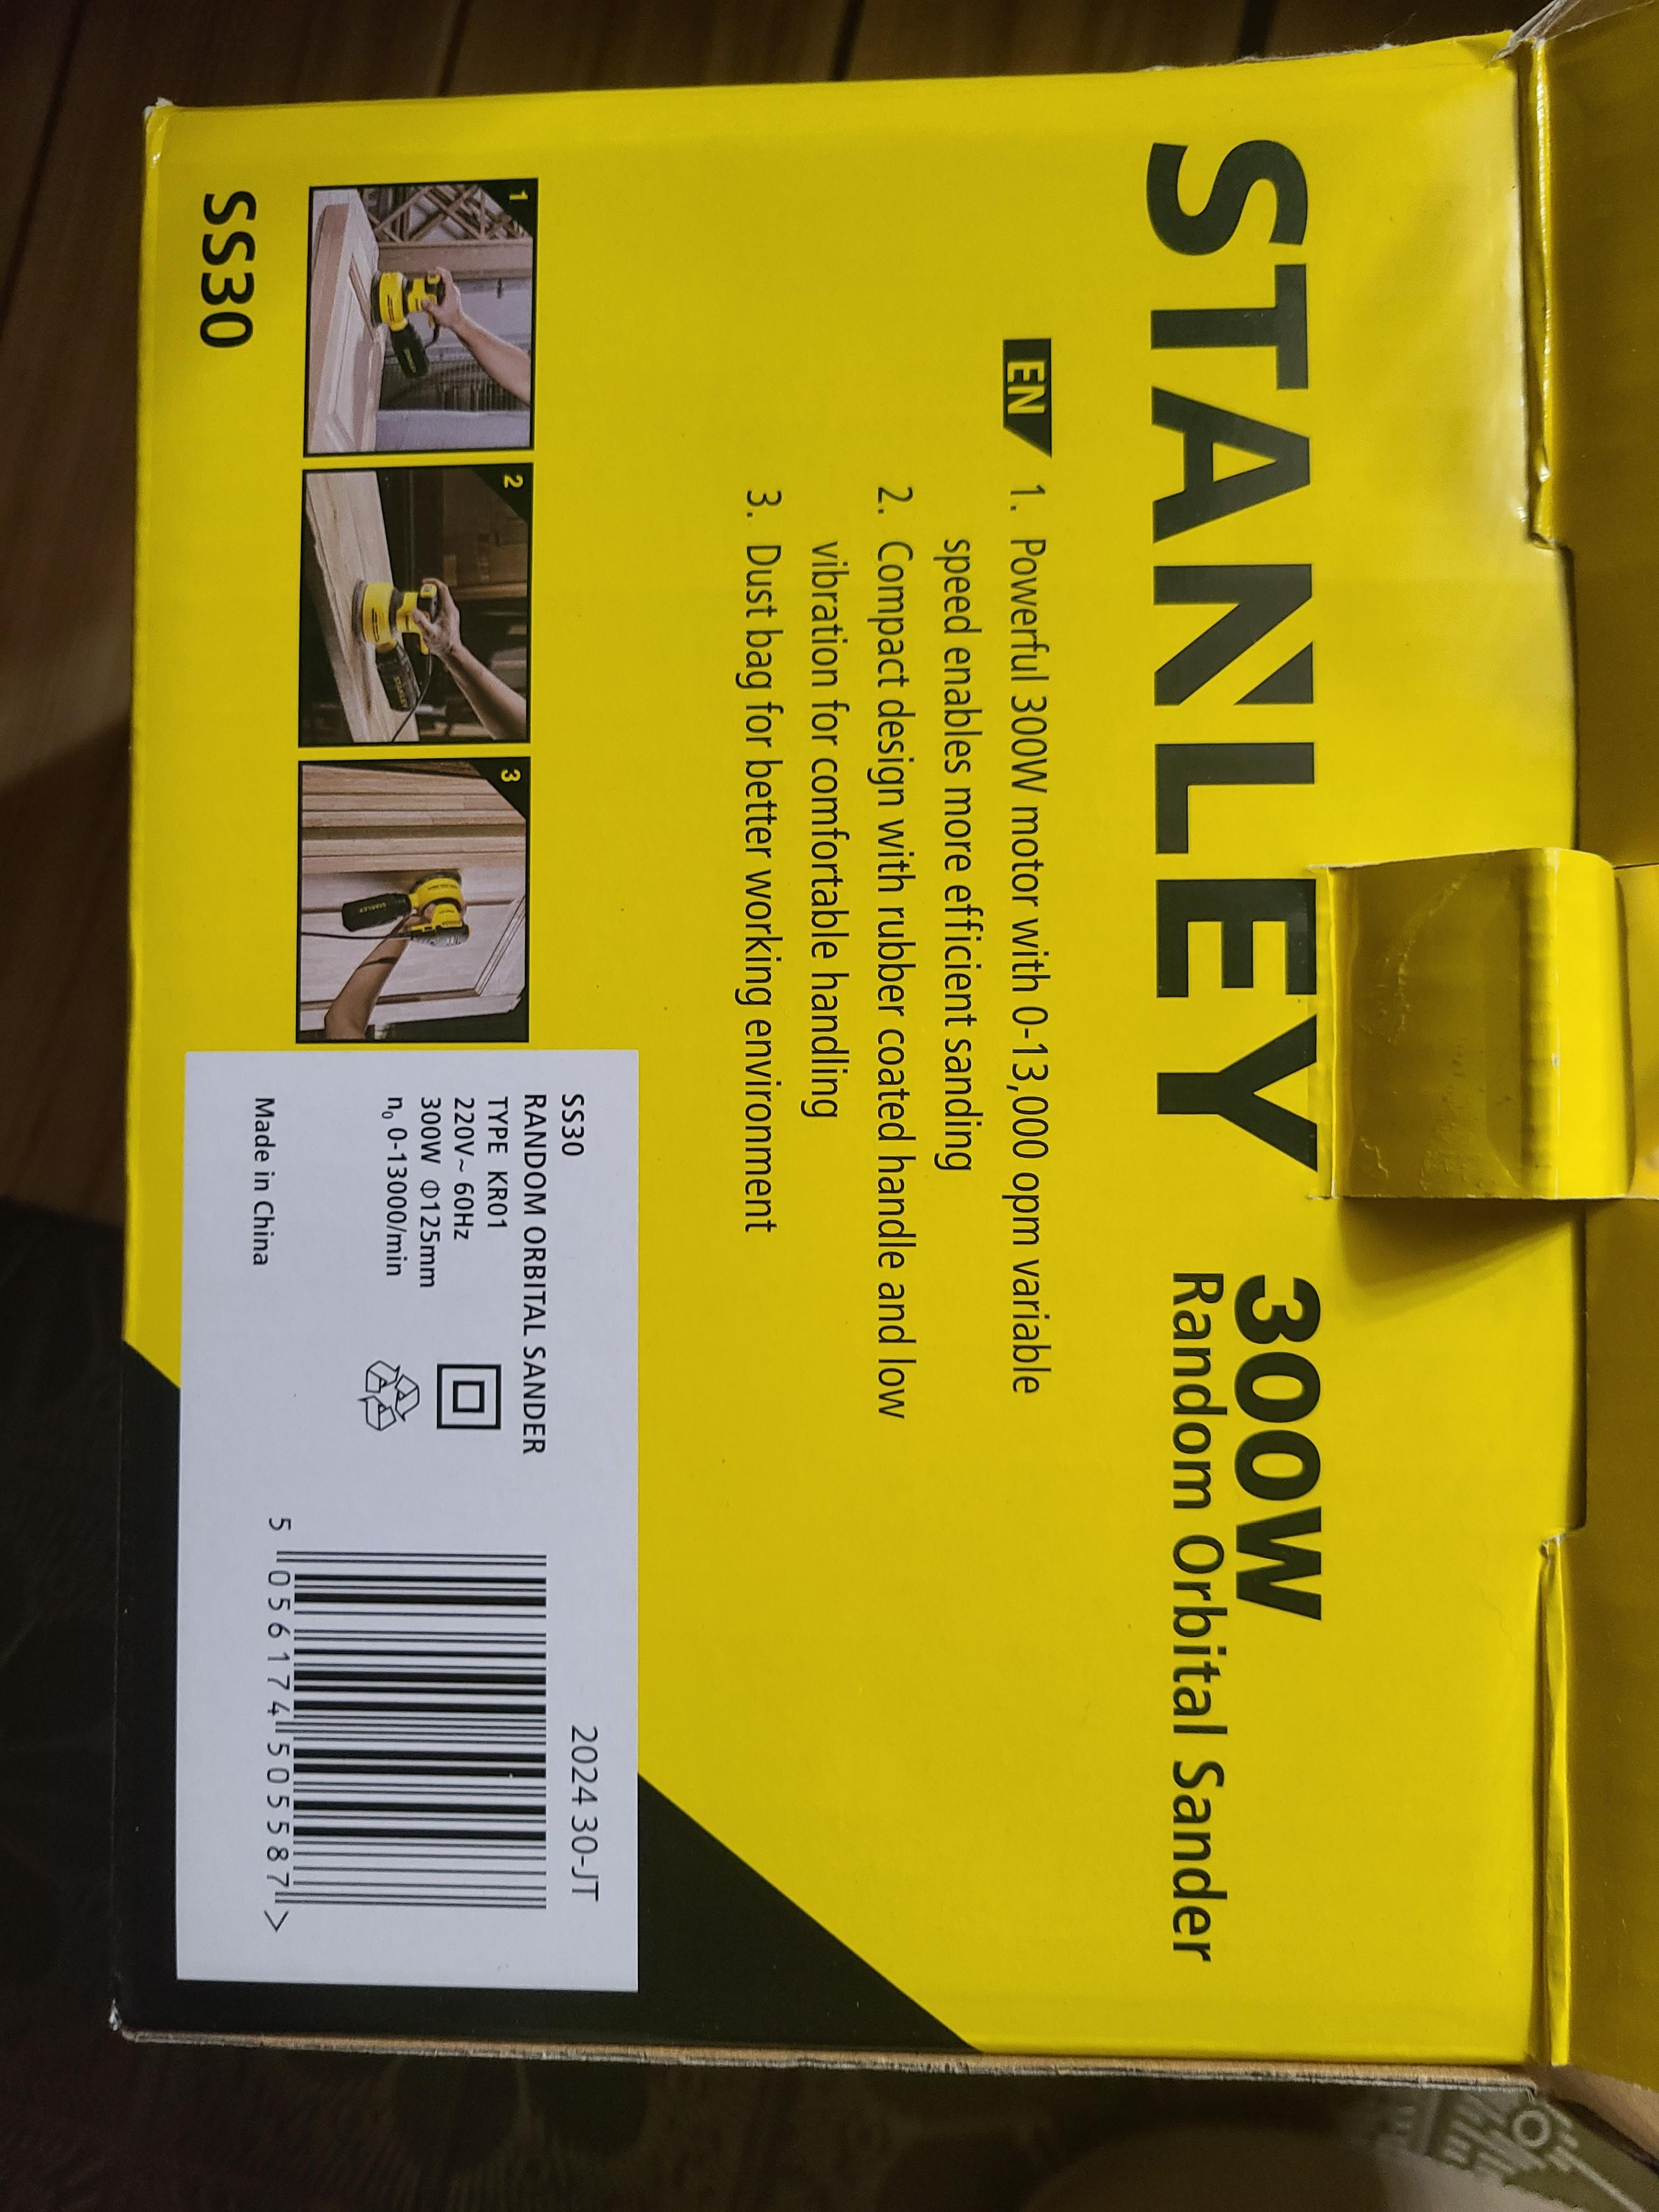 STANLEY
300W
Random Orbital Sander
EN
1. Powerful 300W motor with 0-13,000 opm variable
speed enables more efficient sanding
2. Compact design with rubber coated handle and low
vibration for comfortable handling
3. Dust bag for better working environment
1
2
3
SS30
SS30
RANDOM ORBITAL SANDER
TYPE KR01
220V~ 60Hz
300W Φ125mm
n₀ 0-13000/min
Made in China
2024 30-JT
5 056174 505587 >